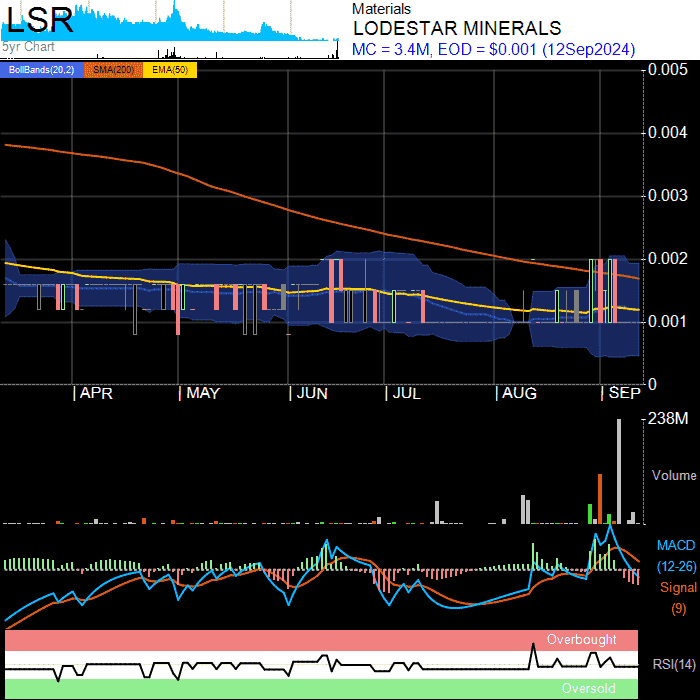 LSR
5yr Chart
Materials
LODESTAR MINERALS
MC = 3.4M, EOD = $0.001 (12Sep2024)
BollBands(20,2) SMA(200) EMA(50)
0.005
0.004
0.003
0.002
0.001
0
APR MAY JUN JUL AUG SEP
238M
Volume
MACD
(12-26)
Signal
(9)
Overbought
RSI(14)
Oversold